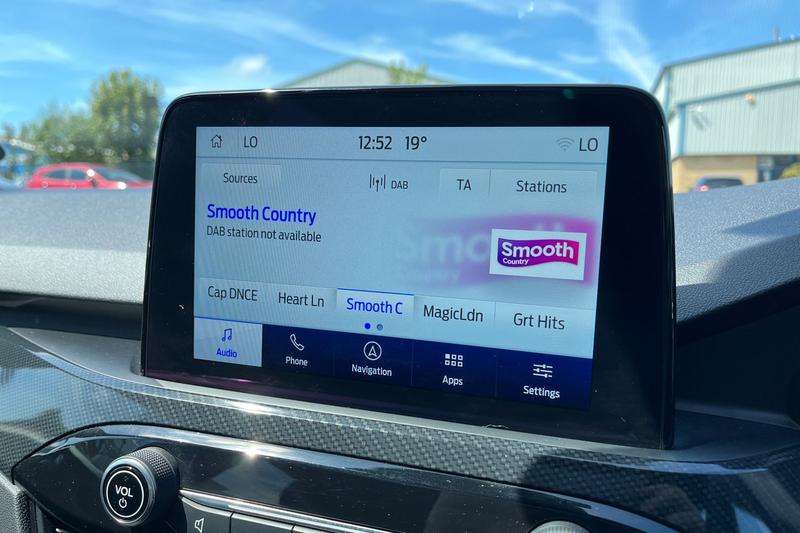 LO 12:52 19° LO
Sources DAB TA Stations
Smooth Country
DAB station not available
Smooth
Country
Cap DNCE Heart Ln Smooth C MagicLdn Grt Hits
Audio Phone Navigation Apps Settings
VOL